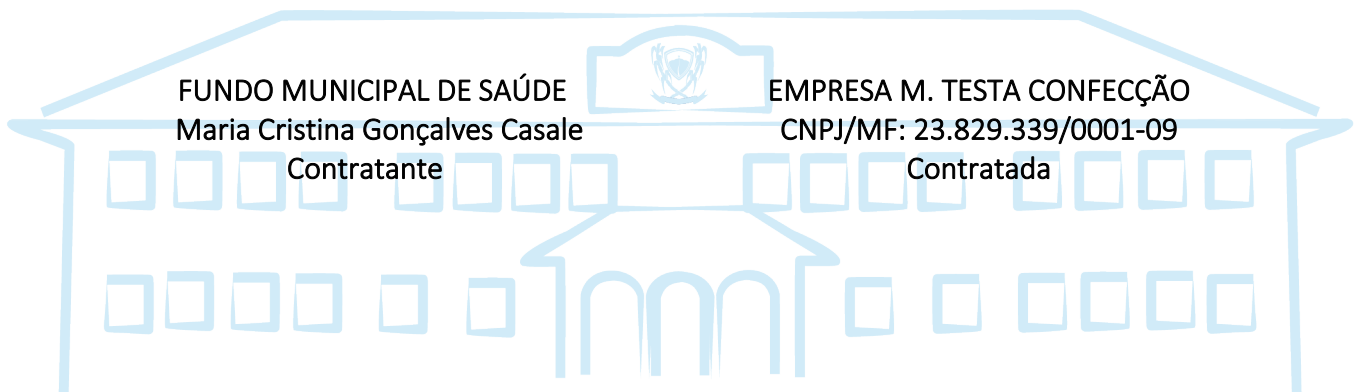 FUNDO MUNICIPAL DE SAÚDE
Maria Cristina Gonçalves Casale
Contratante
EMPRESA M. TESTA CONFECÇÃO
CNPJ/MF: 23.829.339/0001-09
Contratada